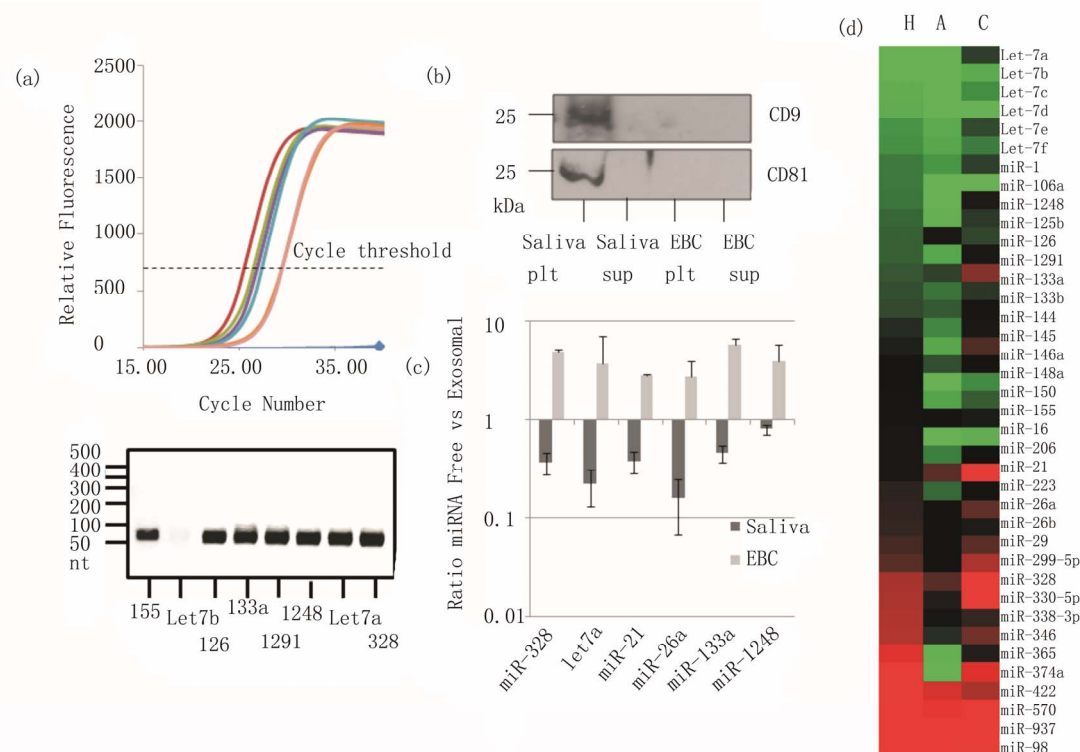 (a)
2500
2000
1500
1000
500
0
Relative Fluorescence
Cycle threshold
15.00 25.00 35.00
Cycle Number
500
400
300
200
100
50
nt
155 Let7b 126 133a 1291 1248 Let7a 328
(b)
25 CD9
25 CD81
kDa
Saliva Saliva EBC EBC
plt sup plt sup
(c)
10
1
0.1
0.01
Ratio miRNA Free vs Exosomal
Saliva
EBC
miR-328 let7a miR-21 miR-26a miR-133a miR-1248
(d)
H A C
Let-7a
Let-7b
Let-7c
Let-7d
Let-7e
Let-7f
miR-1
miR-106a
miR-1248
miR-125b
miR-126
miR-1291
miR-133a
miR-133b
miR-144
miR-145
miR-146a
miR-148a
miR-150
miR-155
miR-16
miR-206
miR-21
miR-223
miR-26a
miR-26b
miR-29
miR-299-5p
miR-328
miR-330-5p
miR-338-3p
miR-346
miR-365
miR-374a
miR-422
miR-570
miR-937
miR-98